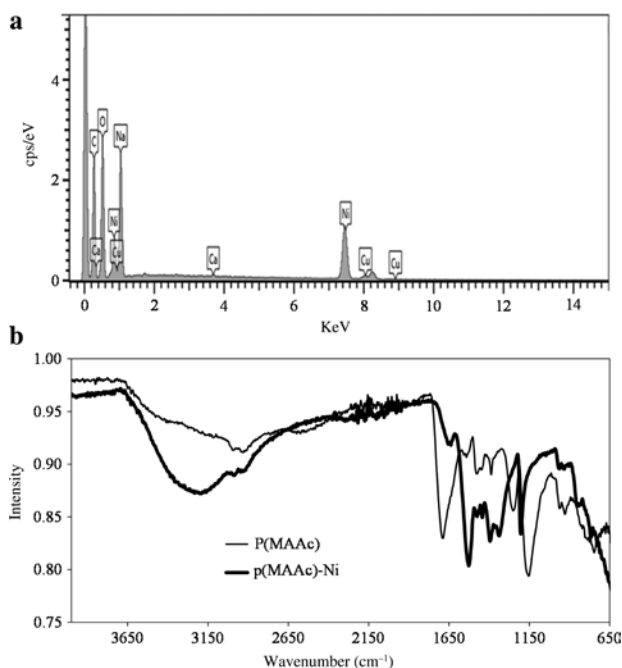 a
4
2
0
cps/eV
C
O
Na
Ni
Ca
Cu
Ca
Ni
Cu
Cu
0 2 4 6 8 10 12 14
KeV
b
1.00
0.95
0.90
0.85
0.80
0.75
Intensity
P(MAAc)
p(MAAc)-Ni
3650 3150 2650 2150 1650 1150 650
Wavenumber (cm⁻¹)